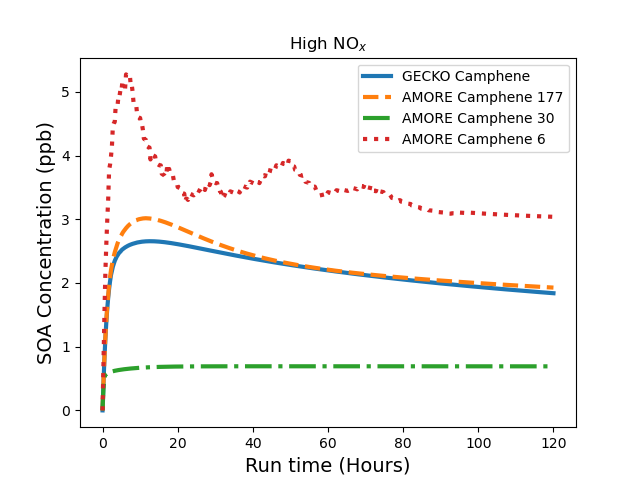 High NOₓ
GECKO Camphene
AMORE Camphene 177
AMORE Camphene 30
AMORE Camphene 6
SOA Concentration (ppb)
5
4
3
2
1
0
0 20 40 60 80 100 120
Run time (Hours)